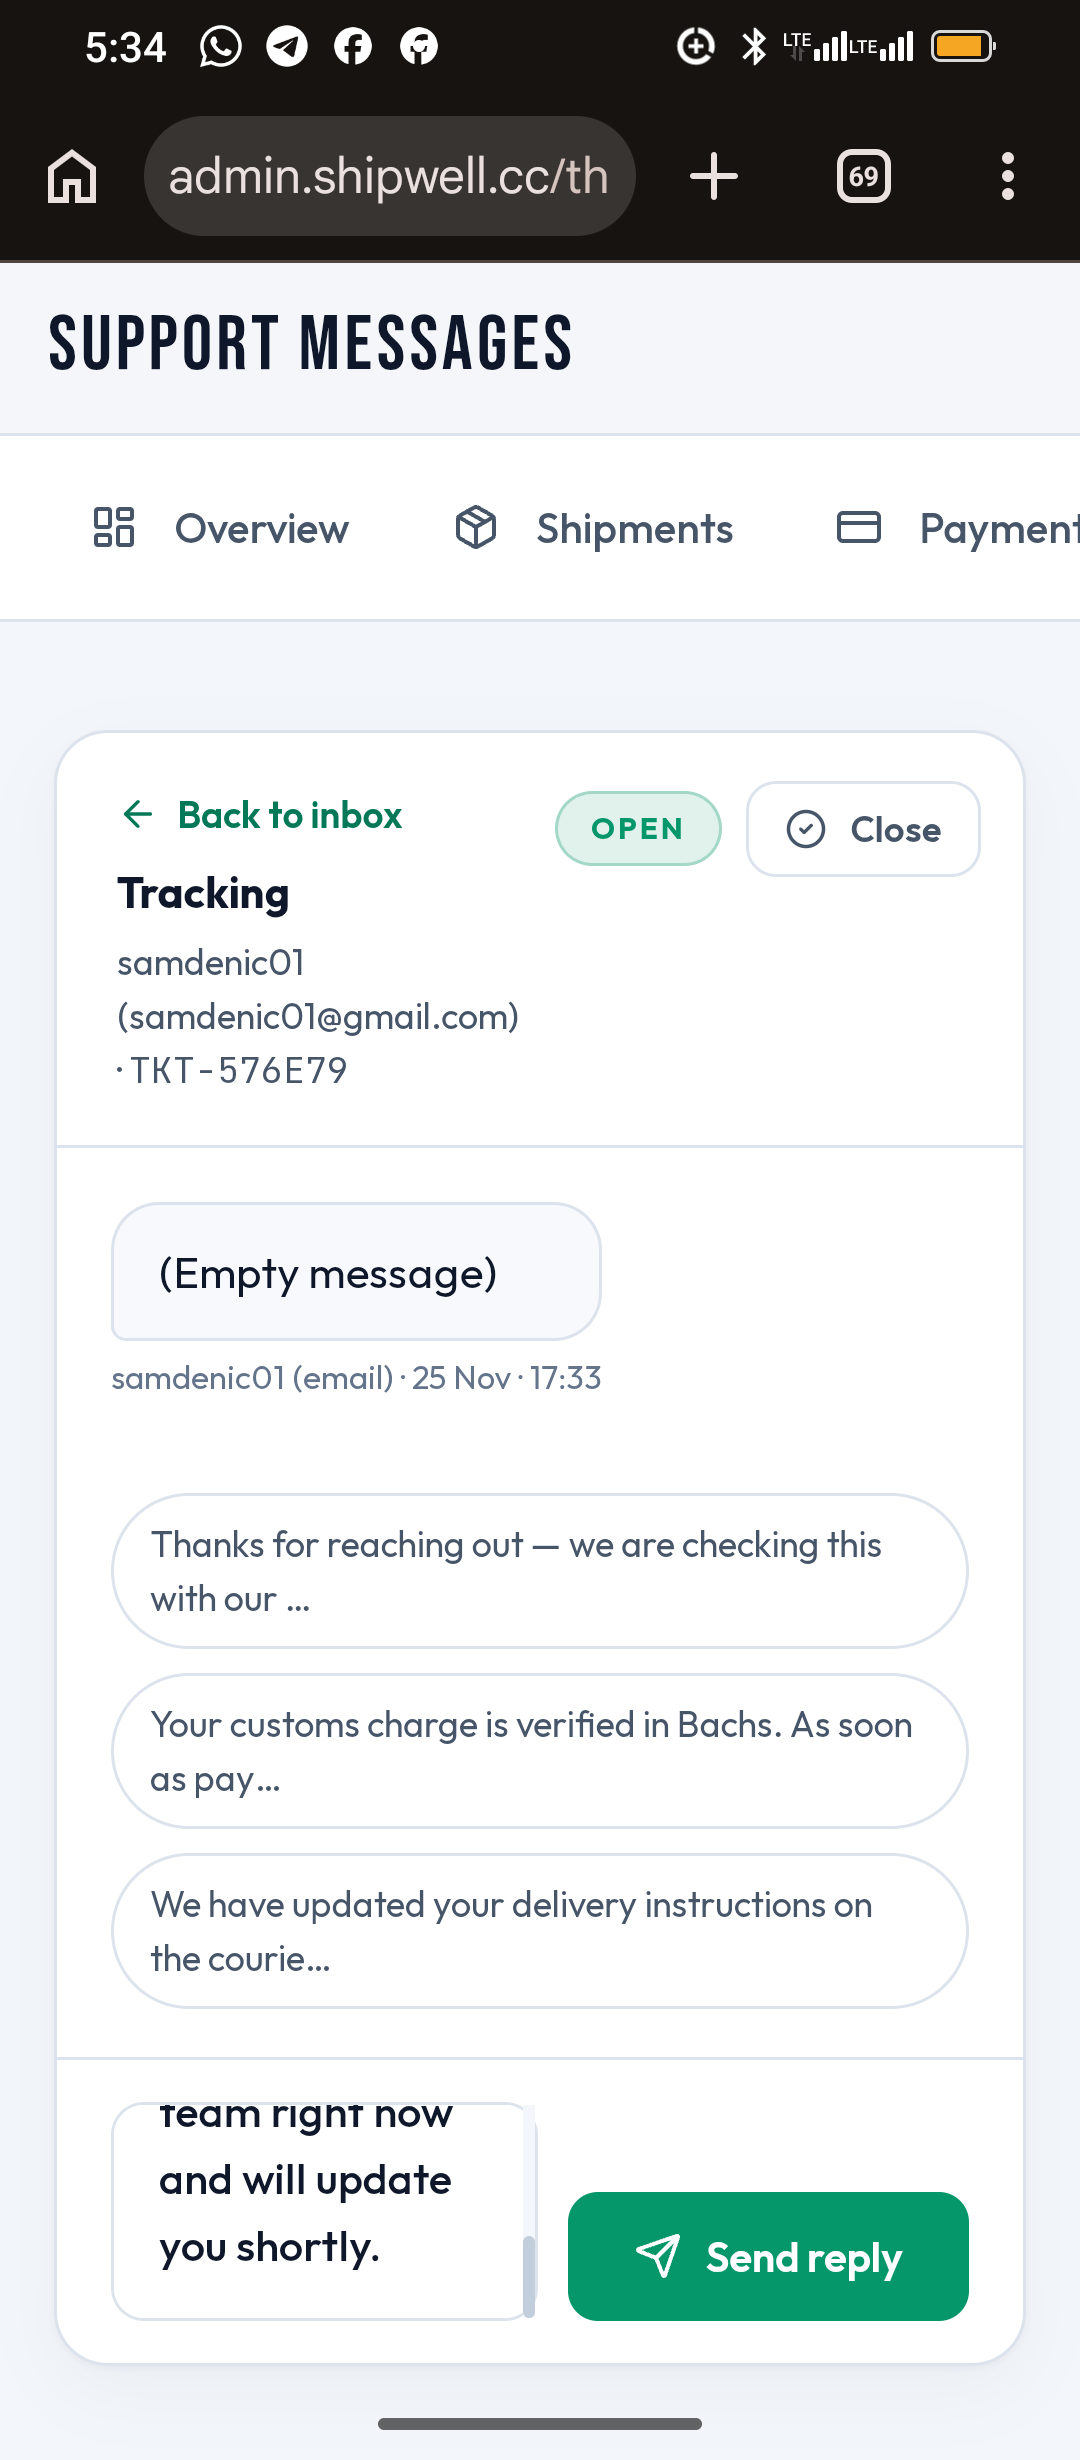 5:34
LTE LTE
admin.shipwell.cc/th
69
SUPPORT MESSAGES
Overview Shipments Payment
Back to inbox
OPEN
Close
Tracking
samdenic01
(samdenic01@gmail.com)
· TKT-576E79
(Empty message)
samdenic01 (email) · 25 Nov · 17:33
Thanks for reaching out — we are checking this
with our ...
Your customs charge is verified in Bachs. As soon
as pay...
We have updated your delivery instructions on
the courie...
team right now
and will update
you shortly.
Send reply